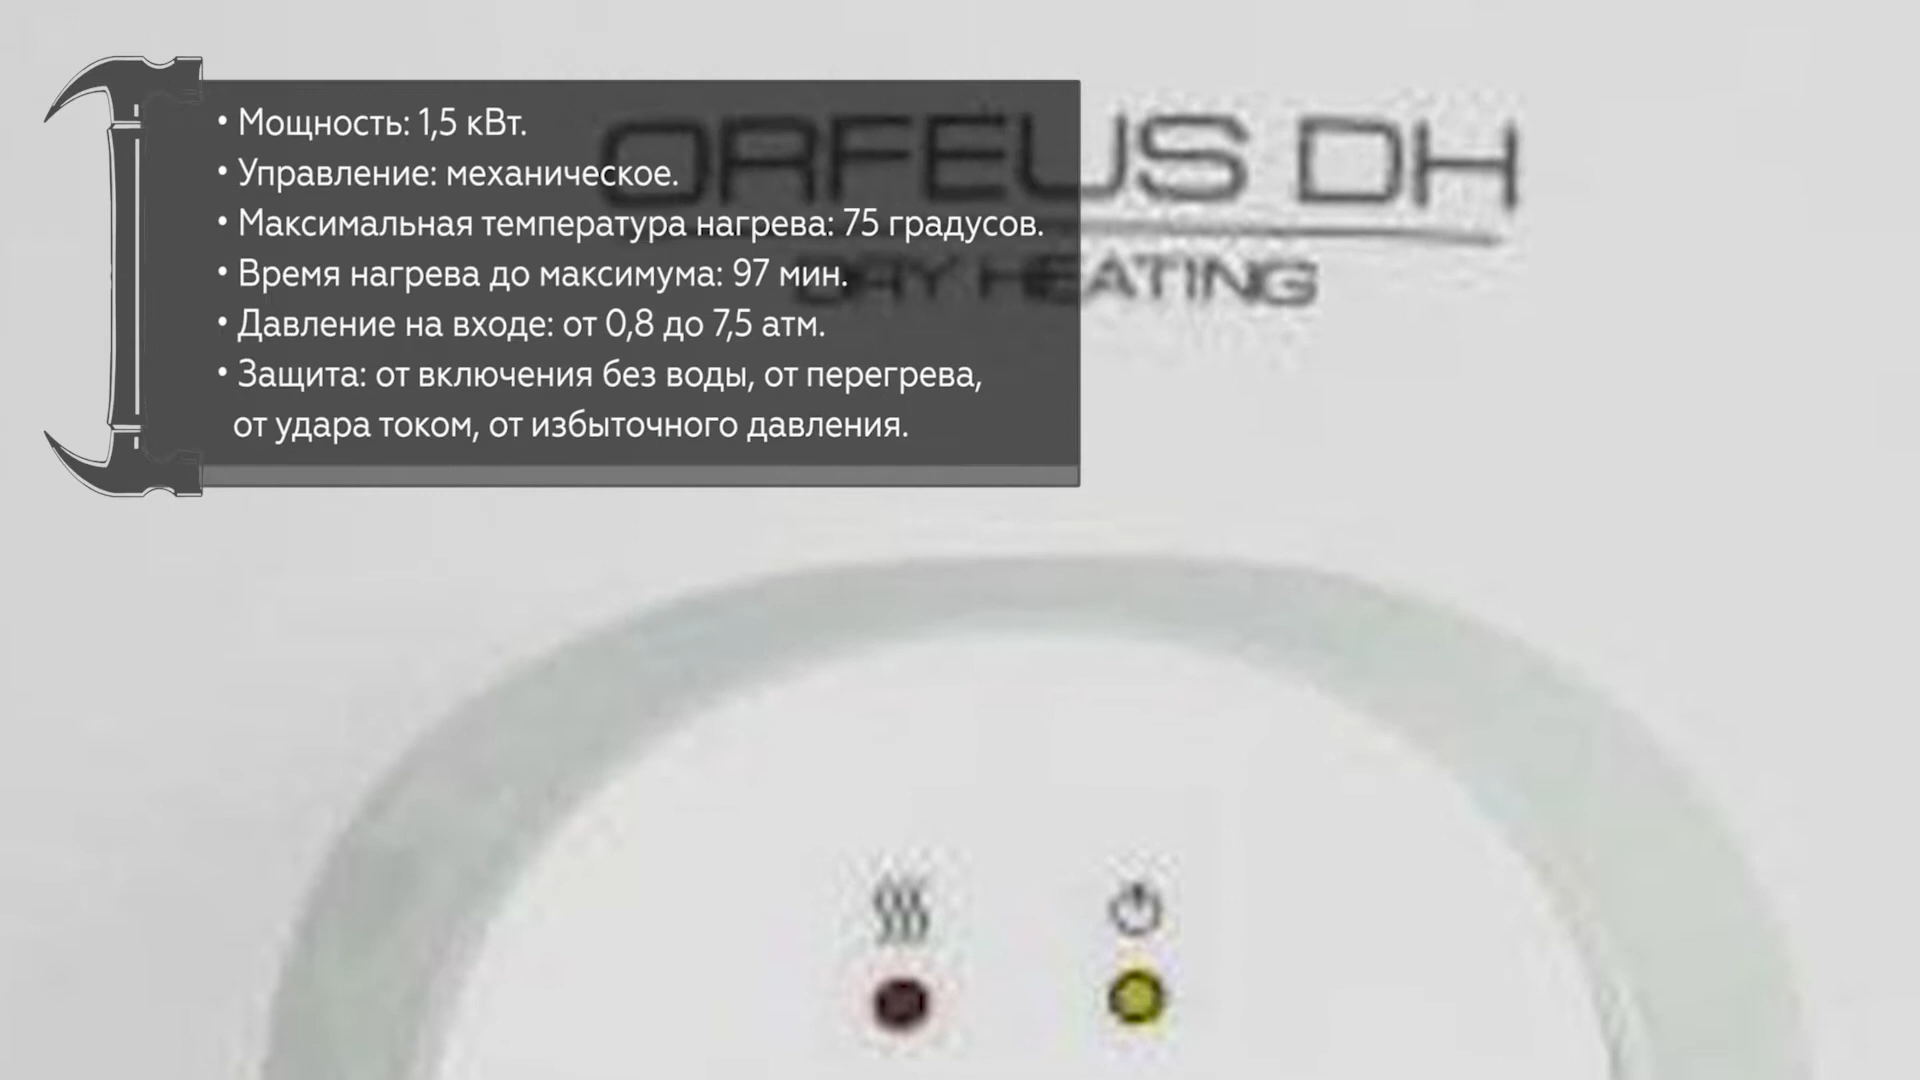 • Мощность: 1,5 кВт.
• Управление: механическое.
• Максимальная температура нагрева: 75 градусов.
• Время нагрева до максимума: 97 мин.
• Давление на входе: от 0,8 до 7,5 атм.
• Защита: от включения без воды, от перегрева,
от удара током, от избыточного давления.
ORFEUS DH
DRY HEATING